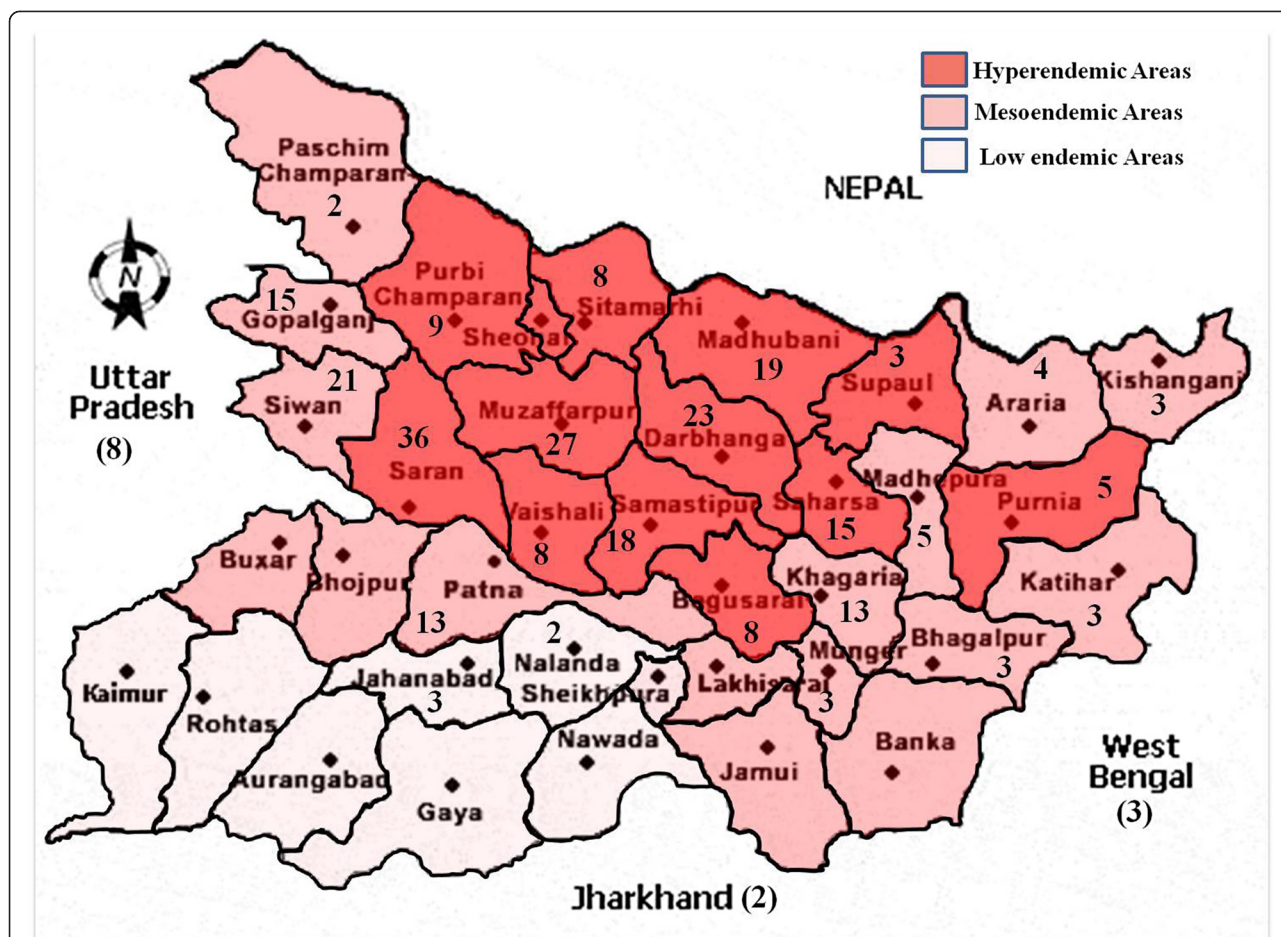 Hyperendemic Areas
Mesoendemic Areas
Low endemic Areas
NEPAL
N
Paschim
Champaran
2
Purbi
Champaran
9
Sheohar
8
Sitamarhi
15
Gopalganj
Madhubani
19
3
Supaul
4
Araria
Kishanganj
3
Uttar
Pradesh
(8)
21
Siwan
36
Saran
Muzaffarpur
27
23
Darbhanga
Vaishali
8
Samastipur
18
Saharsa
15
Madhepura
5
Purnia 5
Buxar
Bhojpur
Patna
13
Begusarai
8
Khagaria
13
Katihar
3
Kaimur
Rohtas
Jahanabad
3
2
Nalanda
Sheikhpura
Lakhisarai
Munger
3
Bhagalpur
3
Aurangabad
Gaya
Nawada
Jamui
Banka
West
Bengal
(3)
Jharkhand (2)